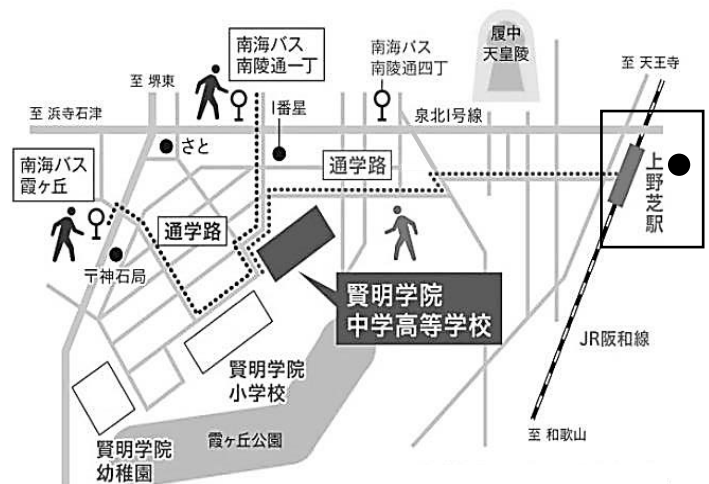 履中
天皇陵
南海バス
南陵通一丁
南海バス
南陵通四丁
至 天王寺
至 堺東
至 浜寺石津
1番星
泉北1号線
さと
通学路
南海バス
霞ヶ丘
上野芝駅
通学路
〒神石局
賢明学院
中学高等学校
JR阪和線
賢明学院
小学校
至 和歌山
霞ヶ丘公園
賢明学院
幼稚園